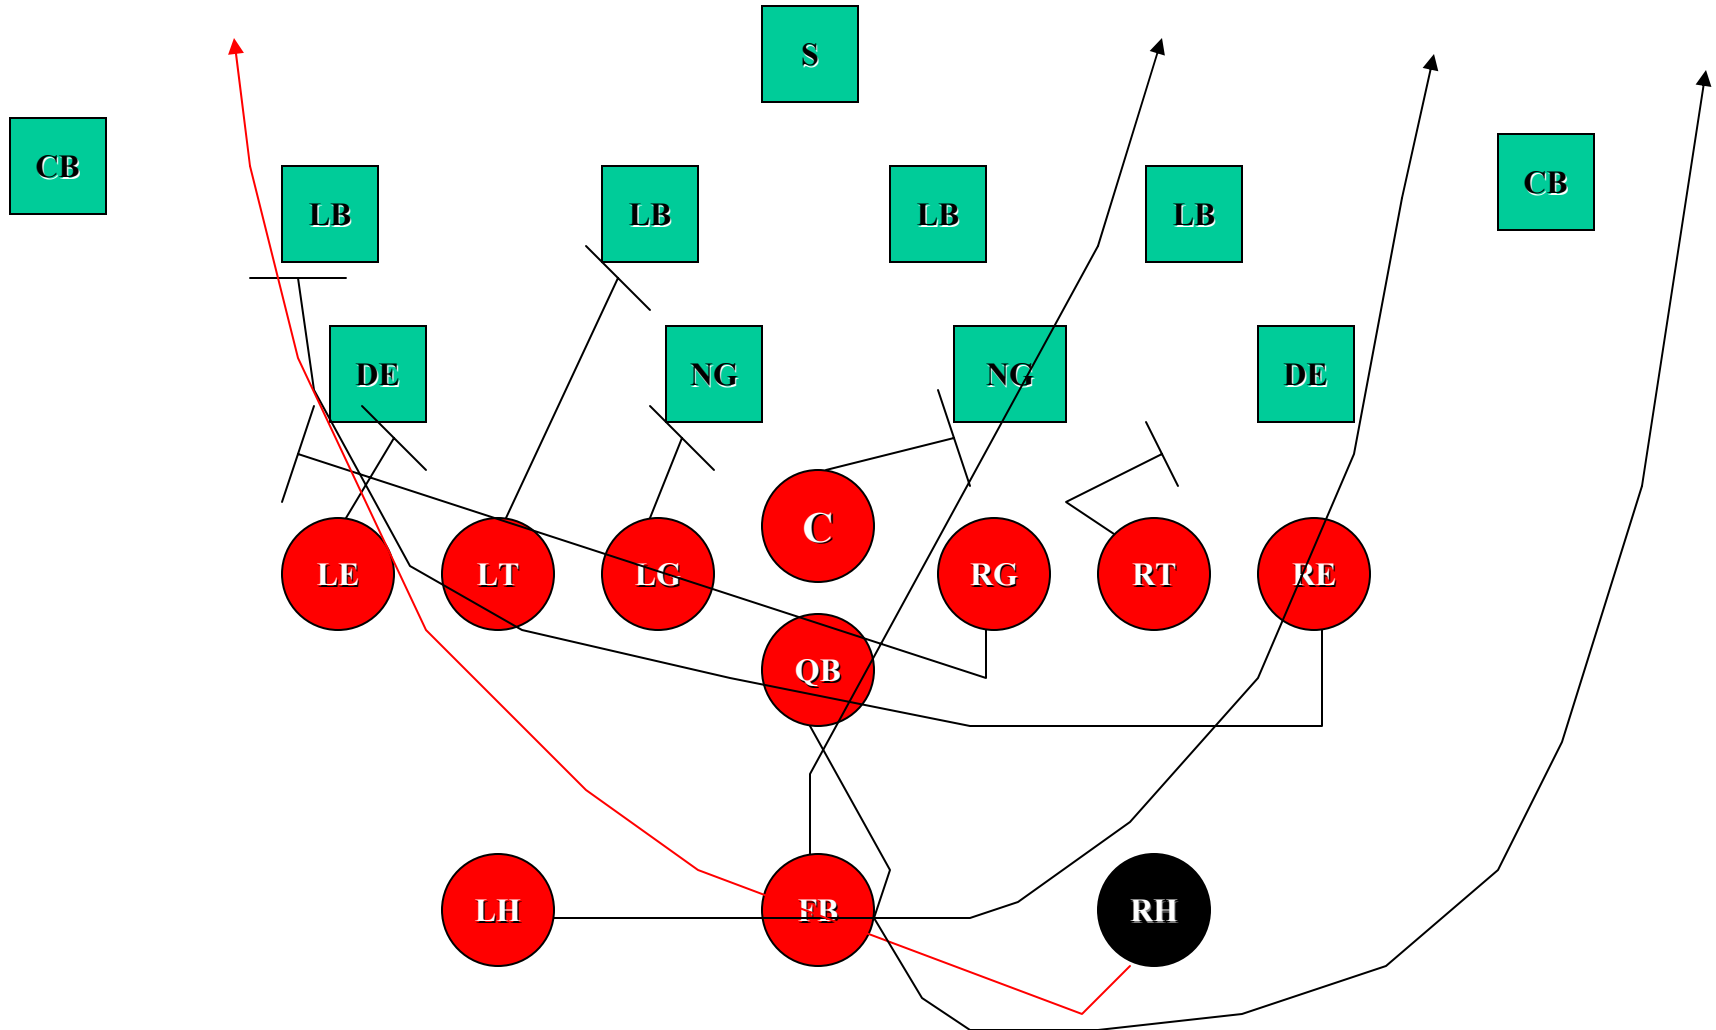 S
CB
CB
LB
LB
LB
LB
DE
NG
NG
DE
C
LE
LT
LG
RG
RT
RE
QB
LH
FB
RH